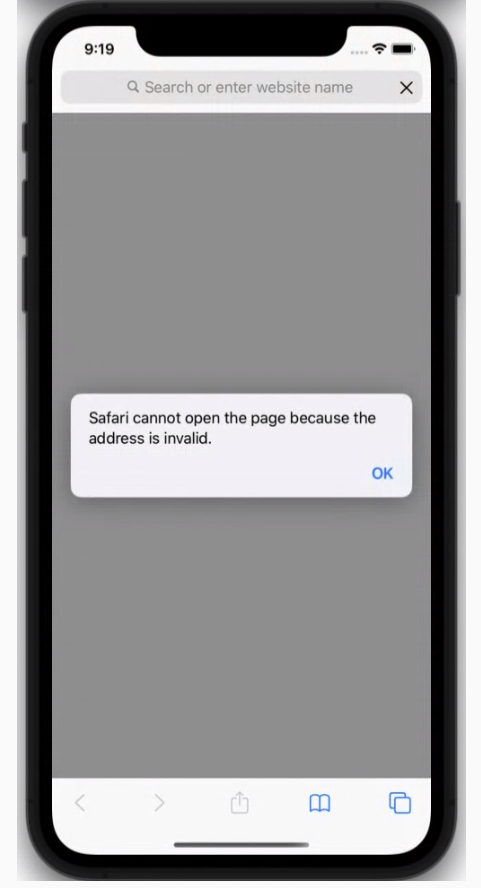 9:19
Search or enter website name
Safari cannot open the page because the
address is invalid.
OK